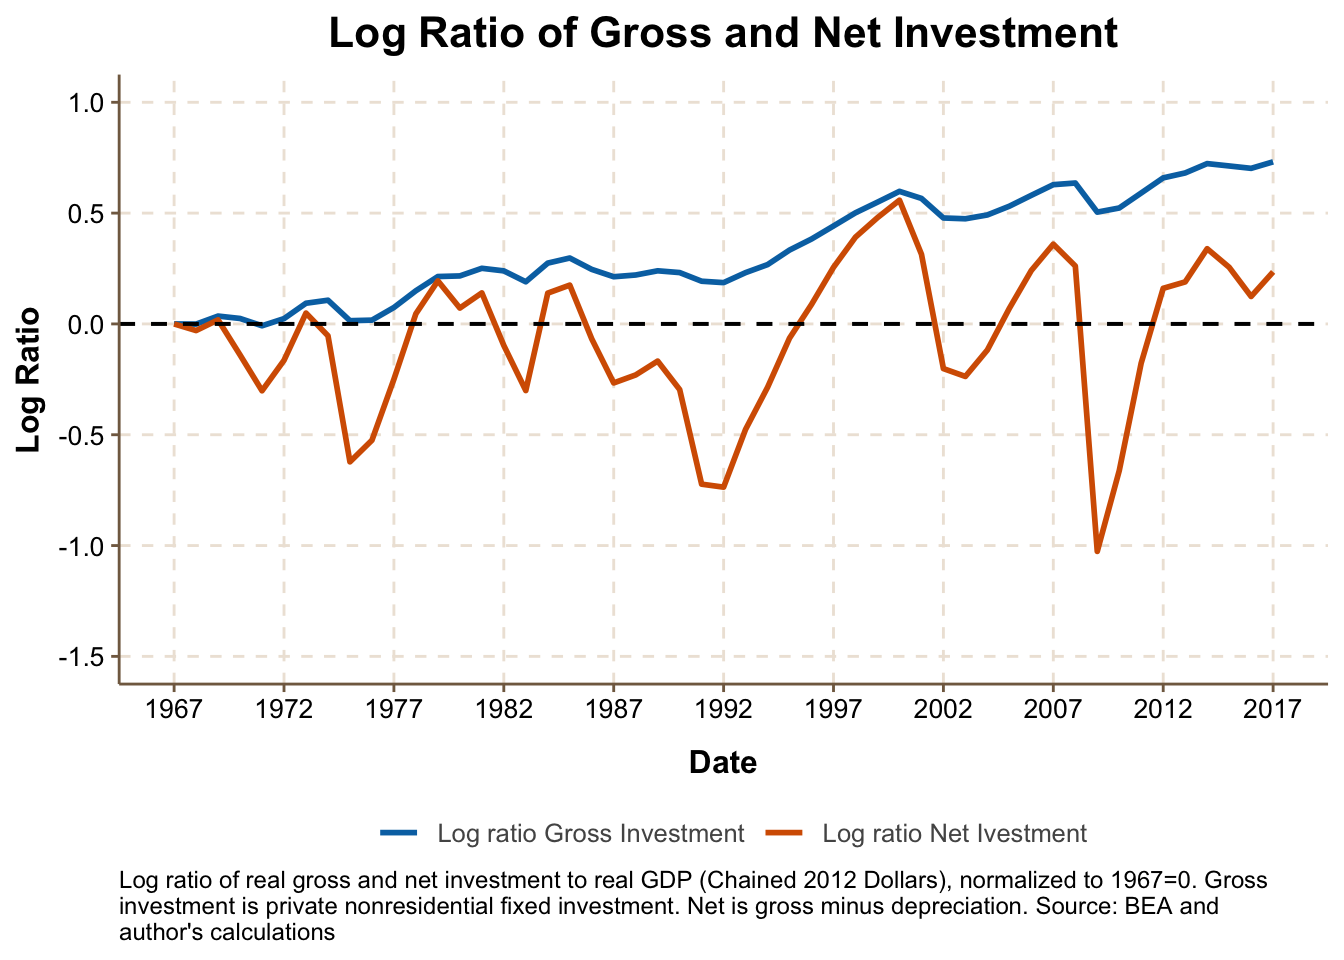 Log Ratio of Gross and Net Investment
Log Ratio
1.0
0.5
0.0
-0.5
-1.0
-1.5
1967 1972 1977 1982 1987 1992 1997 2002 2007 2012 2017
Date
Log ratio Gross Investment Log ratio Net Ivestment
Log ratio of real gross and net investment to real GDP (Chained 2012 Dollars), normalized to 1967=0. Gross
investment is private nonresidential fixed investment. Net is gross minus depreciation. Source: BEA and
author's calculations